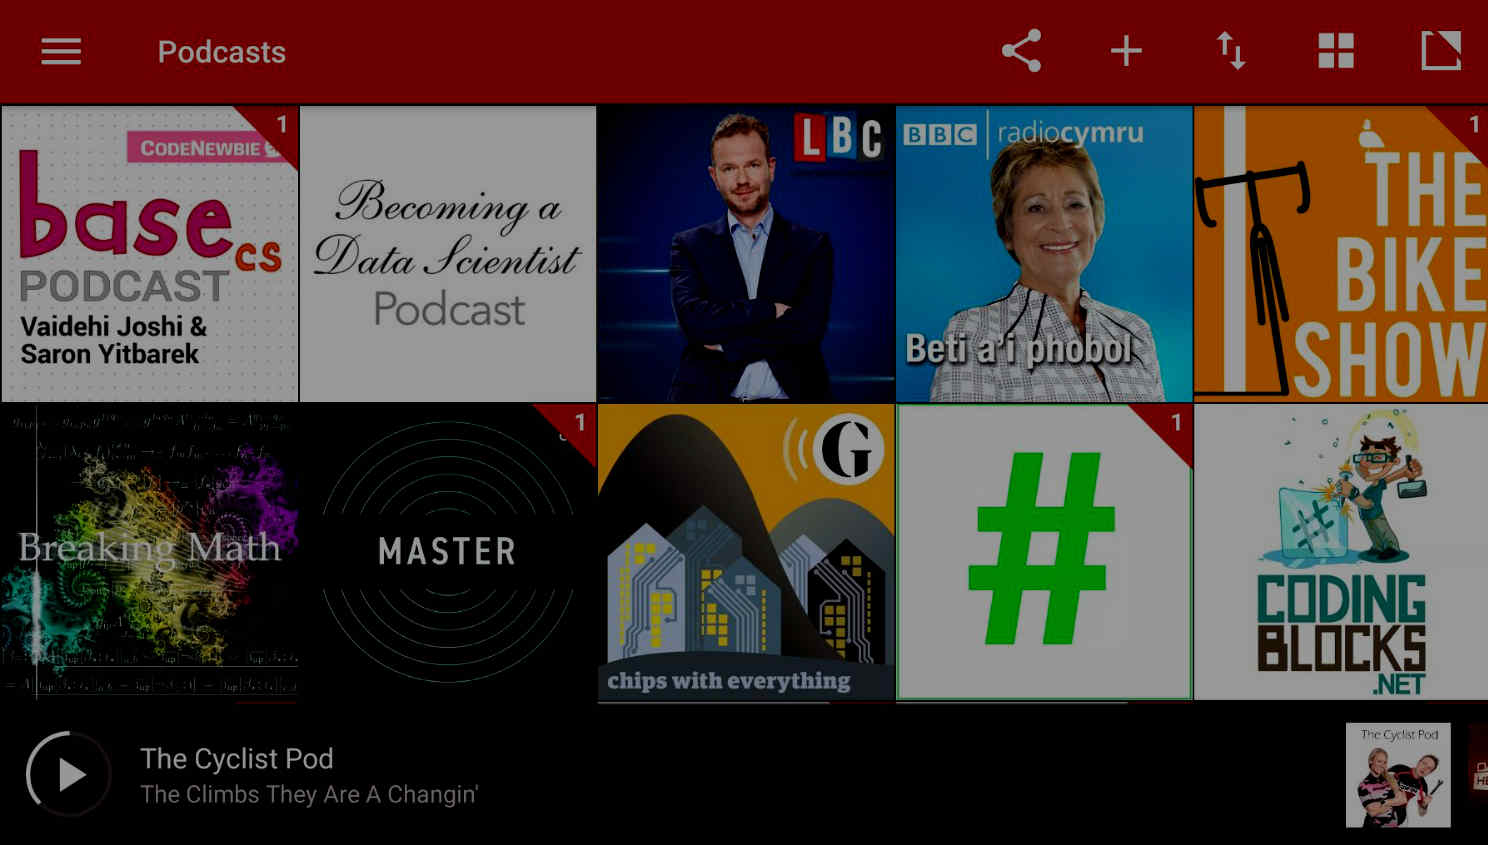 Podcasts
1
CODENEWBIE
base cs
PODCAST
Vaidehi Joshi &
Saron Yitbarek
Becoming a
Data Scientist
Podcast
LBC
BBC radiocymru
Beti a'i phobol
1
THE
BIKE
SHOW
Breaking Math
1
MASTER
G
chips with everything
1
#
CODING
BLOCKS
.NET
The Cyclist Pod
The Climbs They Are A Changin'
The Cyclist Pod